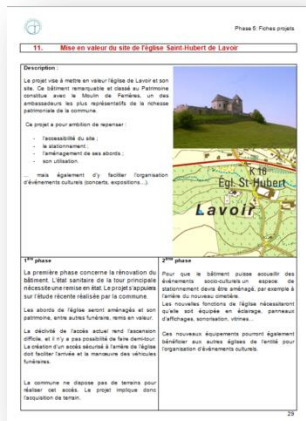 Phase 5: Fiches projets
11. Mise en valeur du site de l'église Saint-Hubert de Lavoir
Description :
Le projet vise à mettre en valeur l'église de Lavoir et son
site. Ce bâtiment remarquable et classé au Patrimoine
constitue avec le Moulin de Ferrières, un des
ambassadeurs les plus représentatifs de la richesse
patrimoniale de la commune.
Ce projet a pour ambition de repenser :
- l'accessibilité du site ;
- le stationnement ;
- l'aménagement de ses abords ;
- son utilisation
... mais également d'y faciliter l'organisation
d'événements culturels (concerts, expositions...).
K 16
Egl. St-Hubert
Lavoir
1ère phase
La première phase concerne la rénovation du
bâtiment. L'état sanitaire de la tour principale
nécessite une remise en état. Le projet s'appuiera
sur l'étude récente réalisée par la commune.
Les abords de l'église seront aménagés et son
patrimoine, entre autres funéraire, remis en valeur.
La déclivité de l'accès actuel rend l'ascension
difficile, et il n'y a pas possibilité de faire demi-tour.
La création d'un accès sécurisé à l'arrière de l'église
doit faciliter l'arrivée et la manœuvre des véhicules
funéraires.
La commune ne dispose pas de terrains pour
réaliser cet accès. Le projet implique donc
l'acquisition de terrain.
2ème phase
Pour que le bâtiment puisse accueillir des
événements socio-culturels un espace de
stationnement devra être aménagé, par exemple à
l'arrière du nouveau cimetière.
Les nouvelles fonctions de l'église nécessiteront
qu'elle soit équipée en éclairage, panneaux
d'affichages, sonorisation, vitrines...
Ces nouveaux équipements pourront également
bénéficier aux autres églises de l'entité pour
l'organisation d'événements culturels.
29